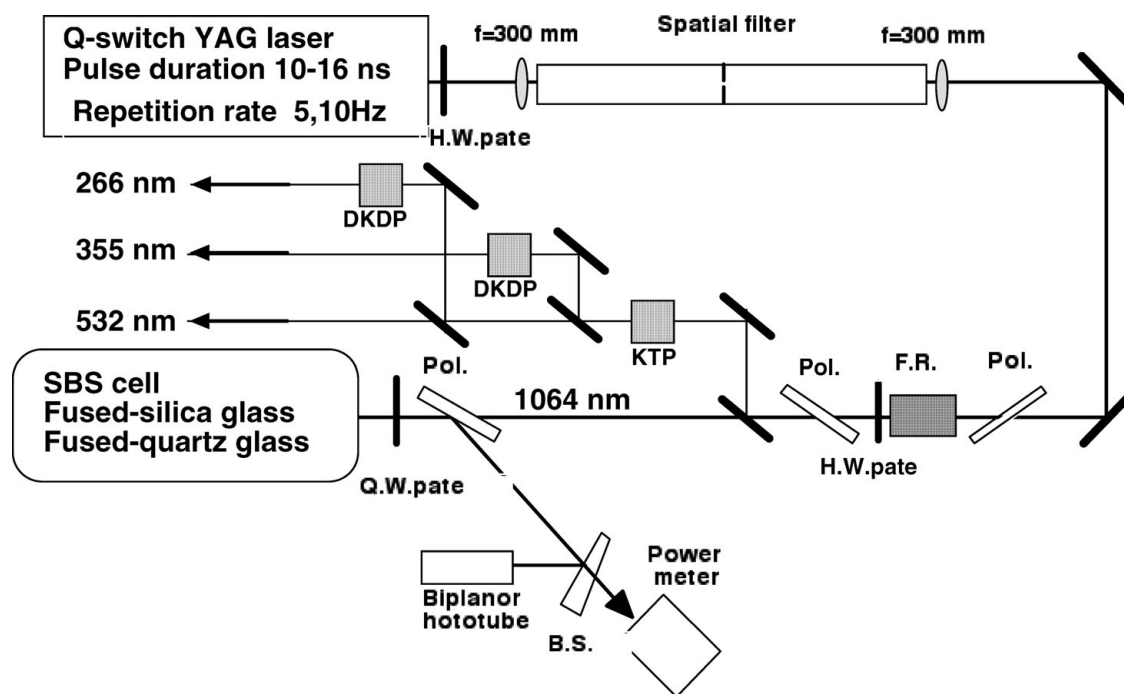 Q-switch YAG laser
Pulse duration 10-16 ns
Repetition rate 5,10Hz
f=300 mm
Spatial filter
f=300 mm
H.W.pate
266 nm
DKDP
355 nm
DKDP
532 nm
KTP
Pol.
F.R.
Pol.
SBS cell
Fused-silica glass
Fused-quartz glass
1064 nm
H.W.pate
Q.W.pate
Biplanor
hototube
B.S.
Power
meter